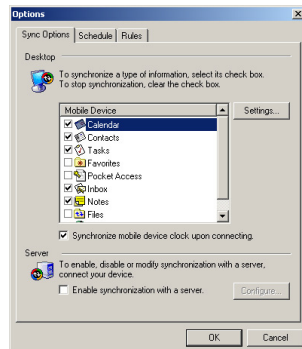 Options
Sync Options Schedule Rules
Desktop
To synchronize a type of information, select its check box.
To stop synchronization, clear the check box.
Mobile Device
Settings...
Calendar
Contacts
Tasks
Favorites
Pocket Access
Inbox
Notes
Files
Synchronize mobile device clock upon connecting.
Server
To enable, disable or modify synchronization with a server,
connect your device.
Enable synchronization with a server.
Configure...
OK Cancel